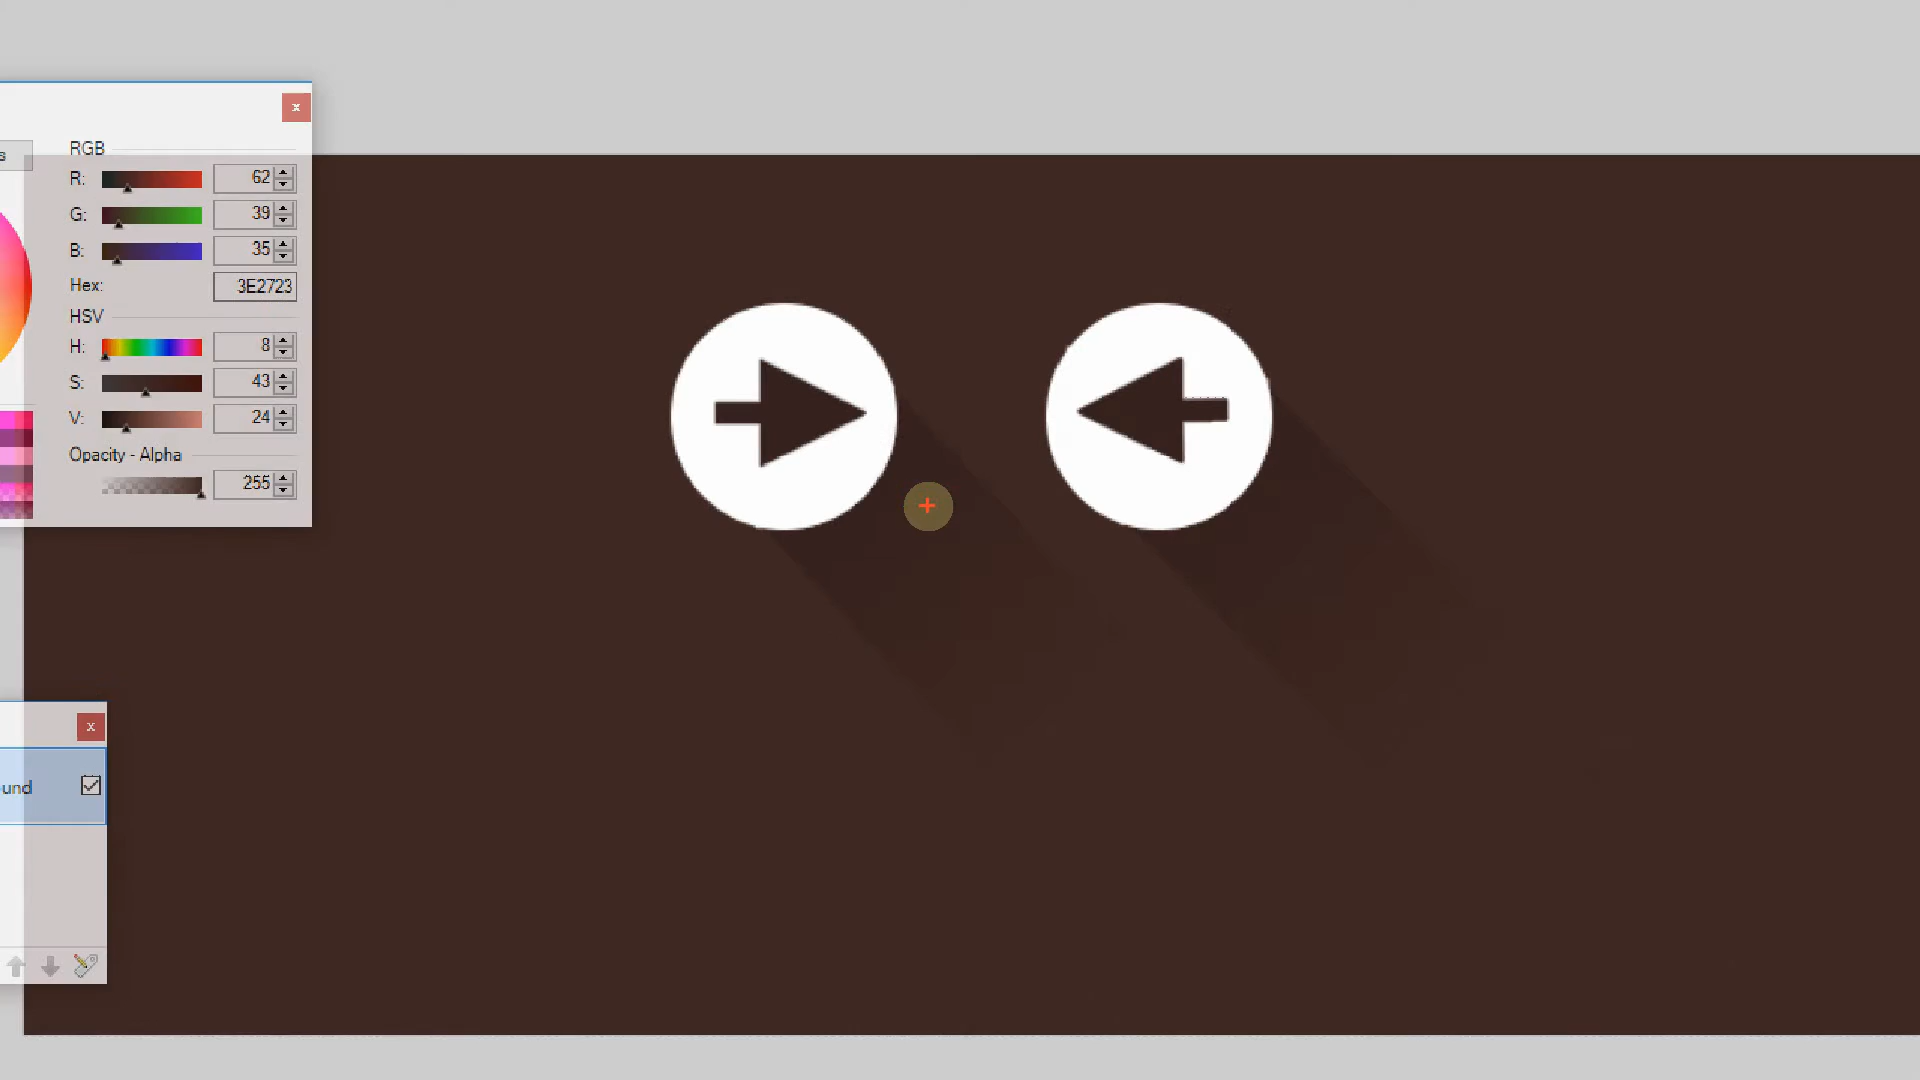 x
s
RGB
R: 62
G: 39
B: 35
Hex: 3E2723
HSV
H: 8
S: 43
V: 24
Opacity - Alpha
255
x
und